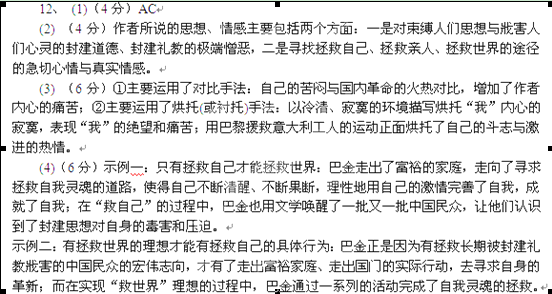 12、 (1)(4分)AC
(2)（4分）作者所说的思想、情感主要包括两个方面：一是对束缚人们思想与戕害人
们心灵的封建道德、封建礼教的极端憎恶，二是寻找拯救自己、拯救亲人、拯救世界的途径
的急切心情与真实情感。
(3)（6分）①主要运用了对比手法：自己的苦闷与国内革命的火热对比，增加了作者
内心的痛苦；②主要运用了烘托(或衬托)手法：以冷清、寂寞的环境描写烘托“我”内心的
寂寞，表现“我”的绝望和痛苦；用巴黎援救意大利工人的运动正面烘托了自己的斗志与激
进的热情。
(4)(6分）示例一：只有拯救自己才能拯救世界：巴金走出了富裕的家庭，走向了寻求
拯救自我灵魂的道路，使得自己不断清醒、不断果断，理性地用自己的激情完善了自我，成
就了自我；在“救自己”的过程中，巴金也用文学唤醒了一批又一批中国民众，让他们认识
到了封建思想对自身的毒害和压迫。
示例二：有拯救世界的理想才能有拯救自己的具体行为：巴金正是因为有拯救长期被封建礼
教戕害的中国民众的宏伟志向，才有了走出富裕家庭、走出国门的实际行动，去寻求自身的
革新；而在实现“救世界”理想的过程中，巴金通过一系列的活动完成了自我灵魂的拯救。